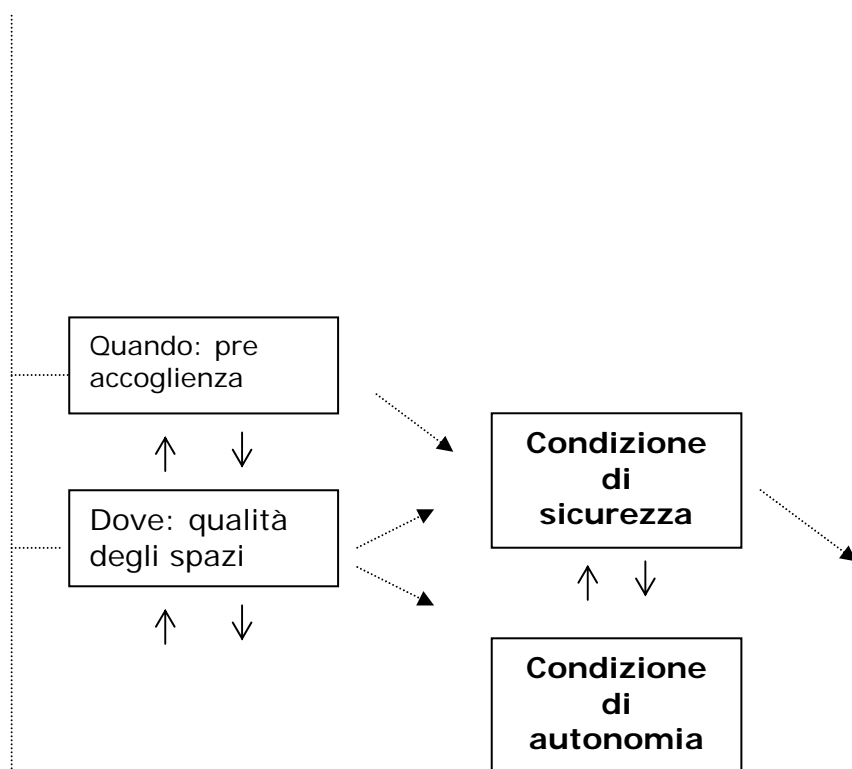 Quando: pre
accoglienza
Condizione
di
sicurezza
Dove: qualità
degli spazi
Condizione
di
autonomia